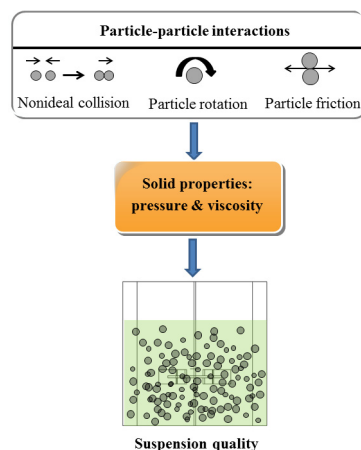 Particle-particle interactions
Nonideal collision
Particle rotation
Particle friction
Solid properties:
pressure & viscosity
Suspension quality